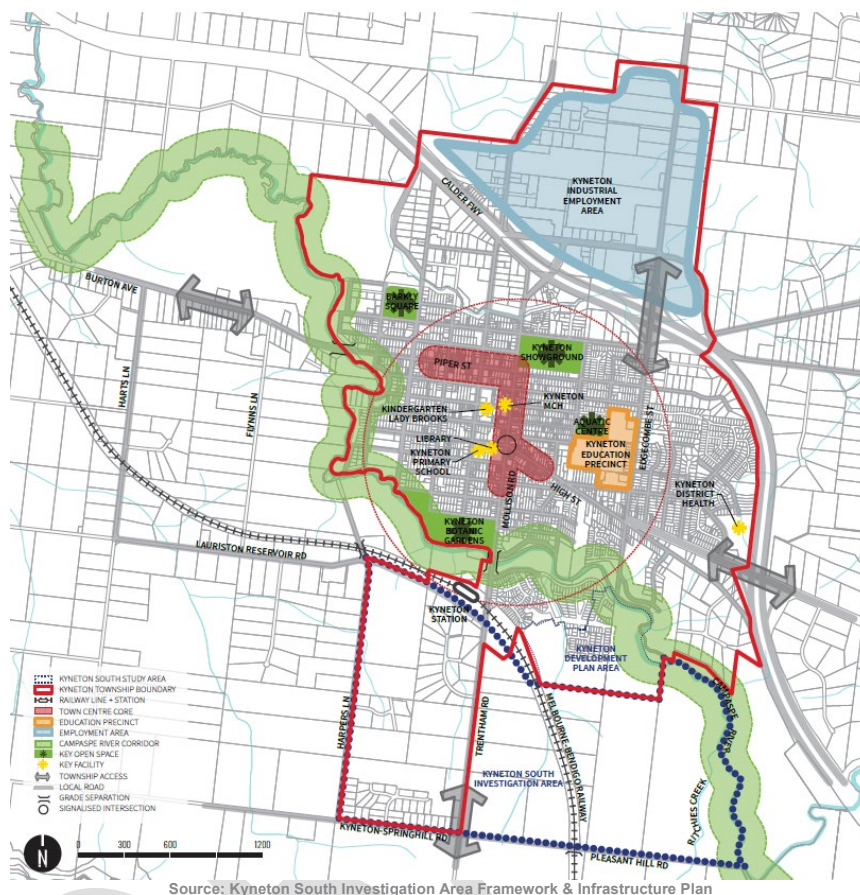 KYNETON
INDUSTRIAL
EMPLOYMENT
AREA
CALDER FWY
BURTON AVE
BARKLY
SQUARE
HARTS LN
FLYNNS LN
PIPER ST
KYNETON
SHOWGROUND
KINDERGARTEN
LADY BROOKS
KYNETON
MCH
AQUATIC
CENTRE
KYNETON
EDUCATION
PRECINCT
EDGECOMBE ST
LIBRARY
KYNETON
PRIMARY
SCHOOL
MOLLISON RD
HIGH ST
KYNETON
DISTRICT
HEALTH
KYNETON
BOTANIC
GARDENS
LAURISTON RESERVOIR RD
KYNETON
STATION
KYNETON
DEVELOPMENT
PLAN AREA
CAMPASPE
RIVER
HARPERS LN
TRENTHAM RD
MELBOURNE-BENDIGO RAILWAY
KYNETON SOUTH
INVESTIGATION AREA
KYNETON-SPRINGHILL RD
PLEASANT HILL RD
KYNETON SOUTH STUDY AREA
KYNETON TOWNSHIP BOUNDARY
RAILWAY LINE + STATION
TOWN CENTRE CORE
EDUCATION PRECINCT
EMPLOYMENT AREA
CAMPASPE RIVER CORRIDOR
KEY OPEN SPACE
KEY FACILITY
TOWNSHIP ACCESS
LOCAL ROAD
GRADE SEPARATION
SIGNALISED INTERSECTION
N
0 300 600 1200
Source: Kyneton South Investigation Area Framework & Infrastructure Plan